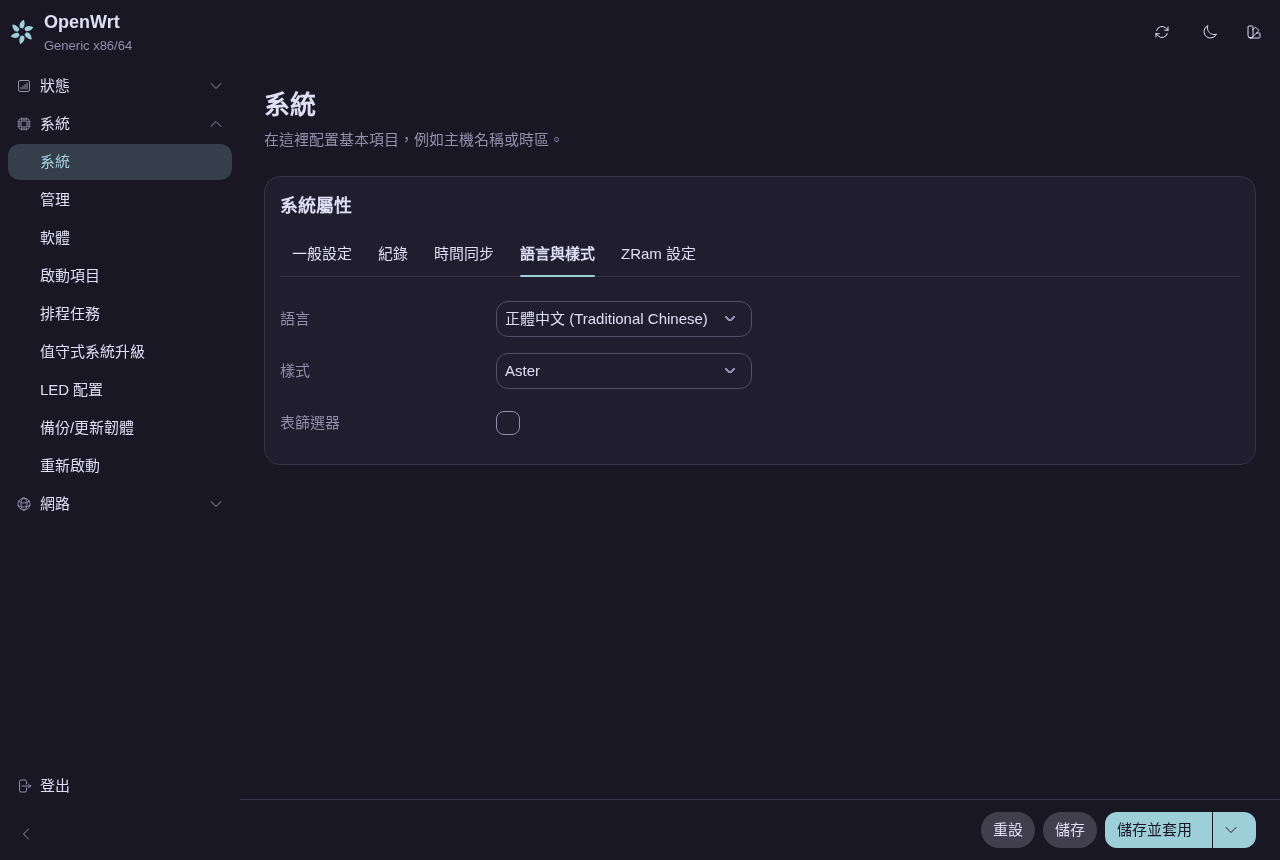 OpenWrt
Generic x86/64
狀態
系統
系統
管理
軟體
啟動項目
排程任務
值守式系統升級
LED 配置
備份/更新韌體
重新啟動
網路
登出
系統
在這裡配置基本項目，例如主機名稱或時區。
系統屬性
一般設定 紀錄 時間同步 語言與樣式 ZRam 設定
語言 正體中文 (Traditional Chinese)
樣式 Aster
表篩選器
重設 儲存 儲存並套用